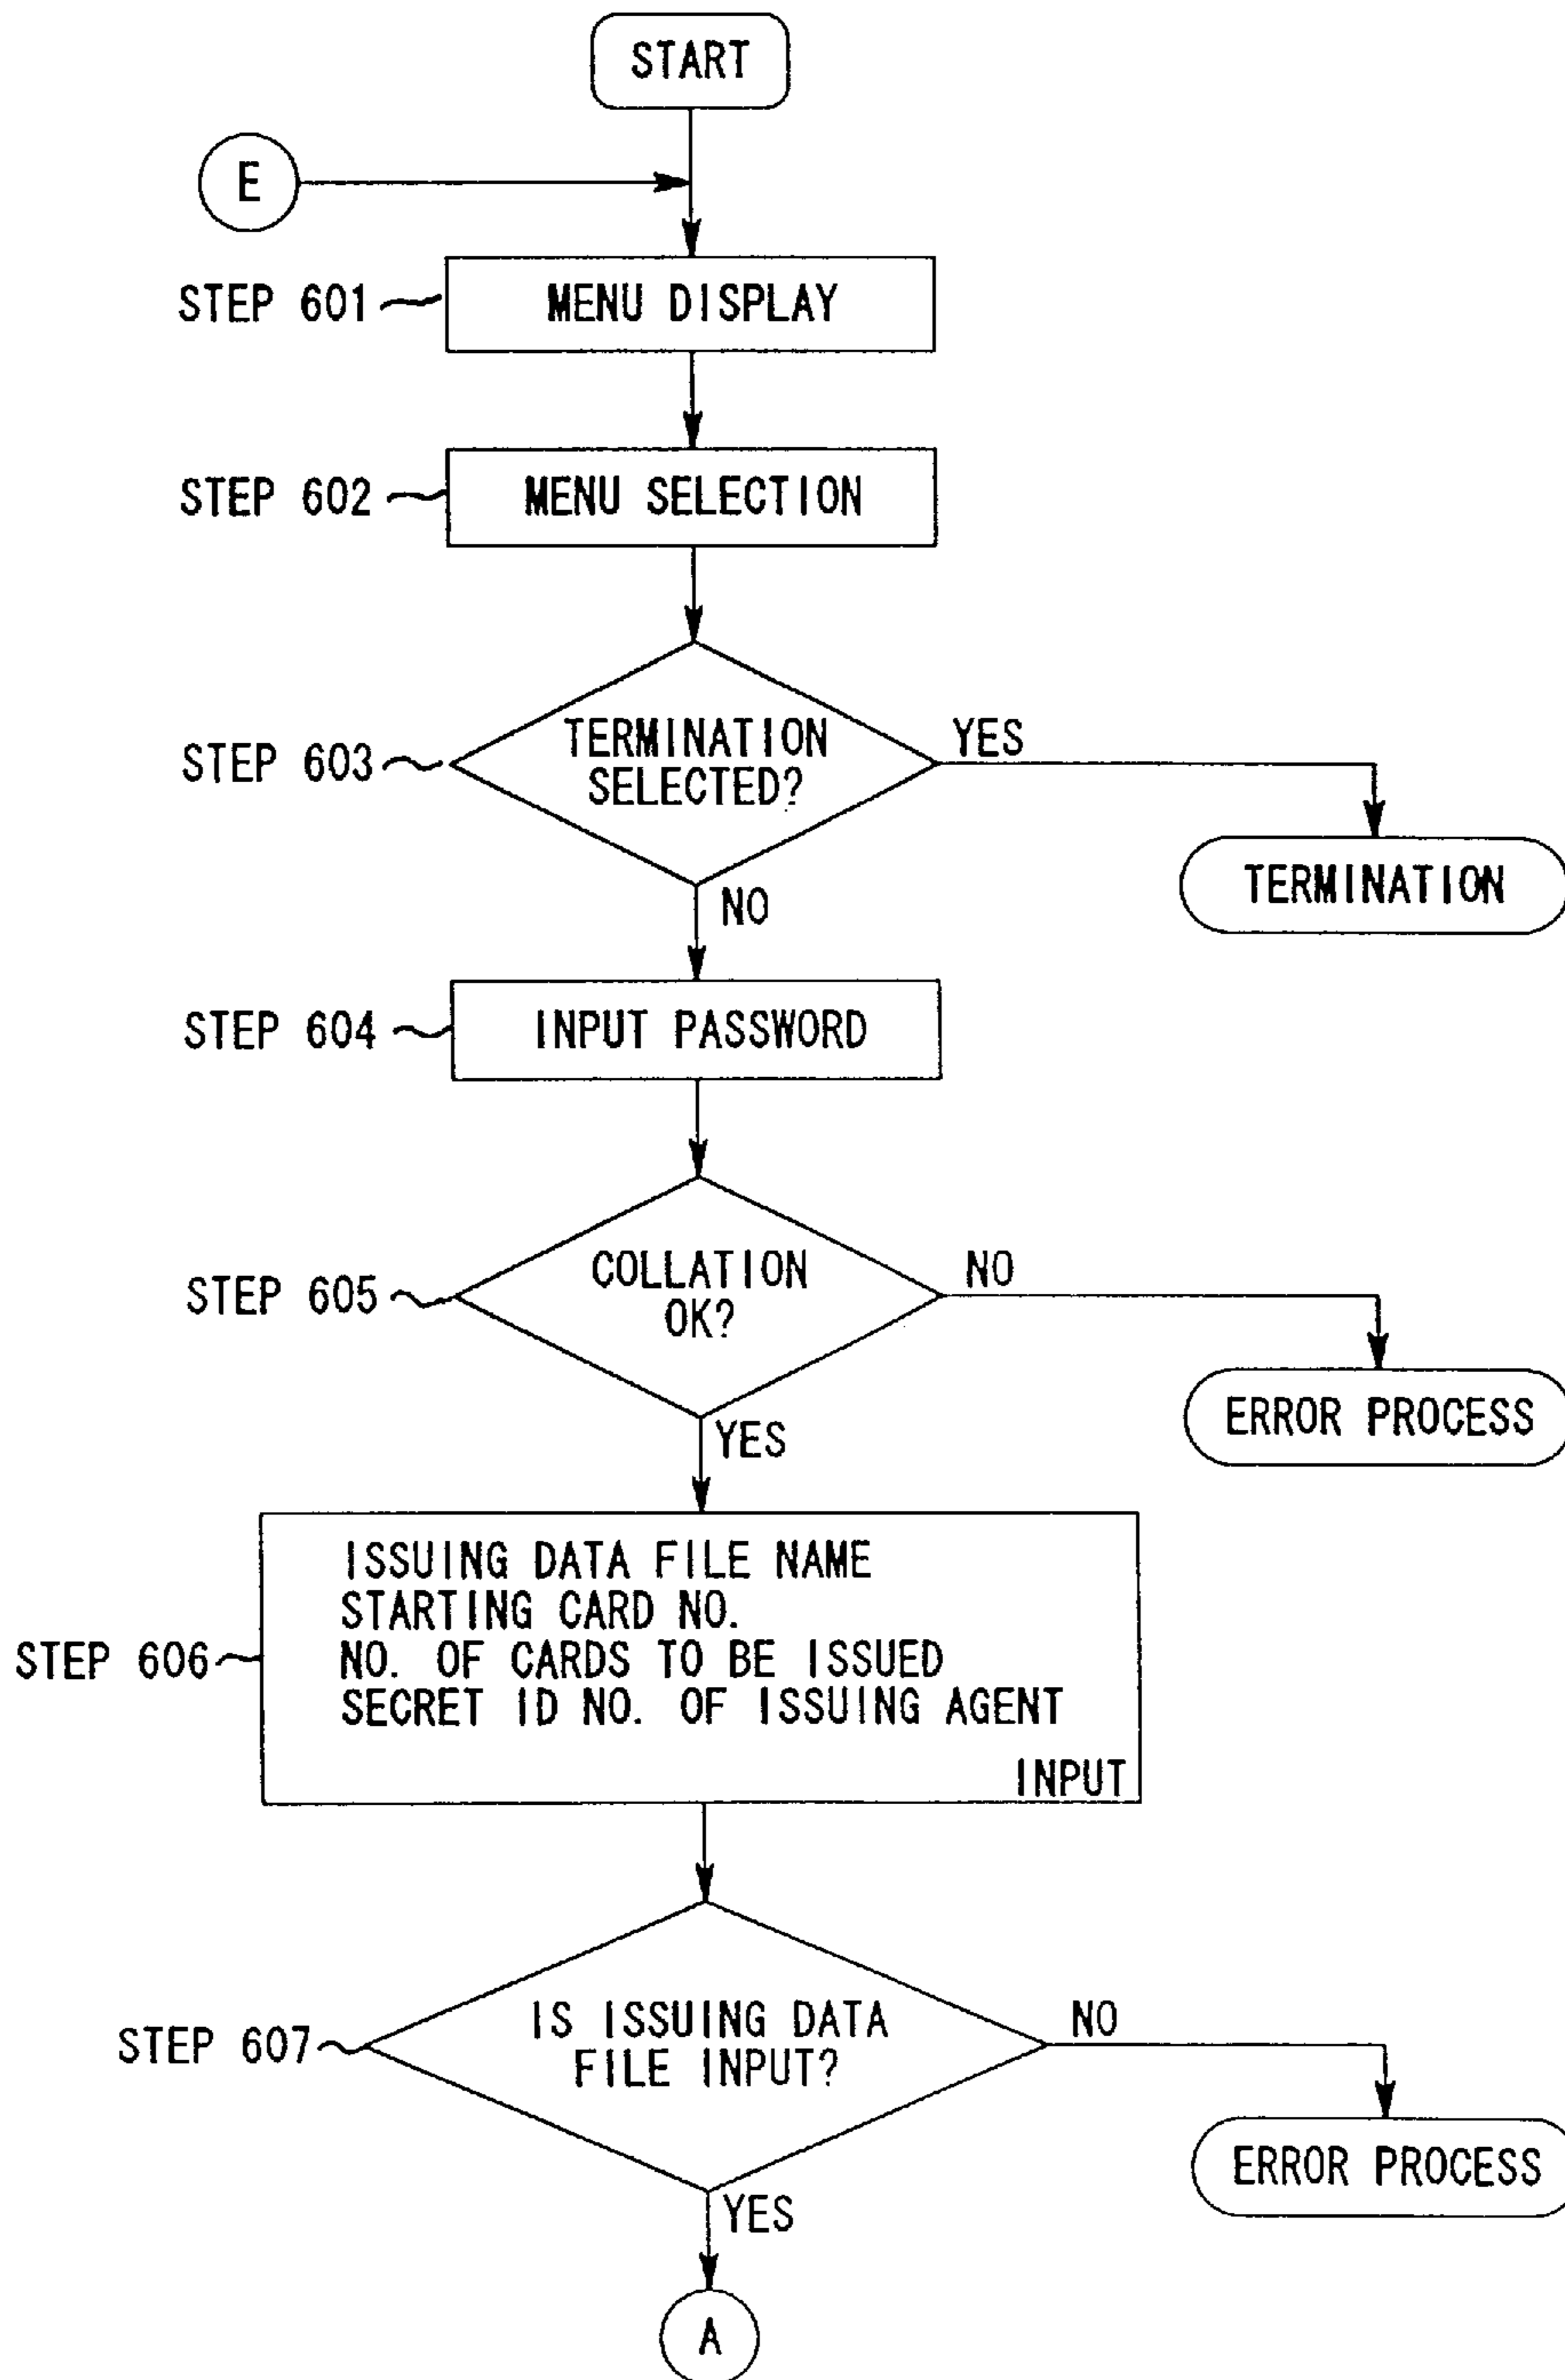 START
E
STEP 601
MENU DISPLAY
STEP 602
MENU SELECTION
STEP 603
TERMINATION
SELECTED?
YES
TERMINATION
NO
STEP 604
INPUT PASSWORD
STEP 605
COLLATION
OK?
NO
ERROR PROCESS
YES
STEP 606
ISSUING DATA FILE NAME
STARTING CARD NO.
NO. OF CARDS TO BE ISSUED
SECRET ID NO. OF ISSUING AGENT
INPUT
STEP 607
IS ISSUING DATA
FILE INPUT?
NO
ERROR PROCESS
YES
A